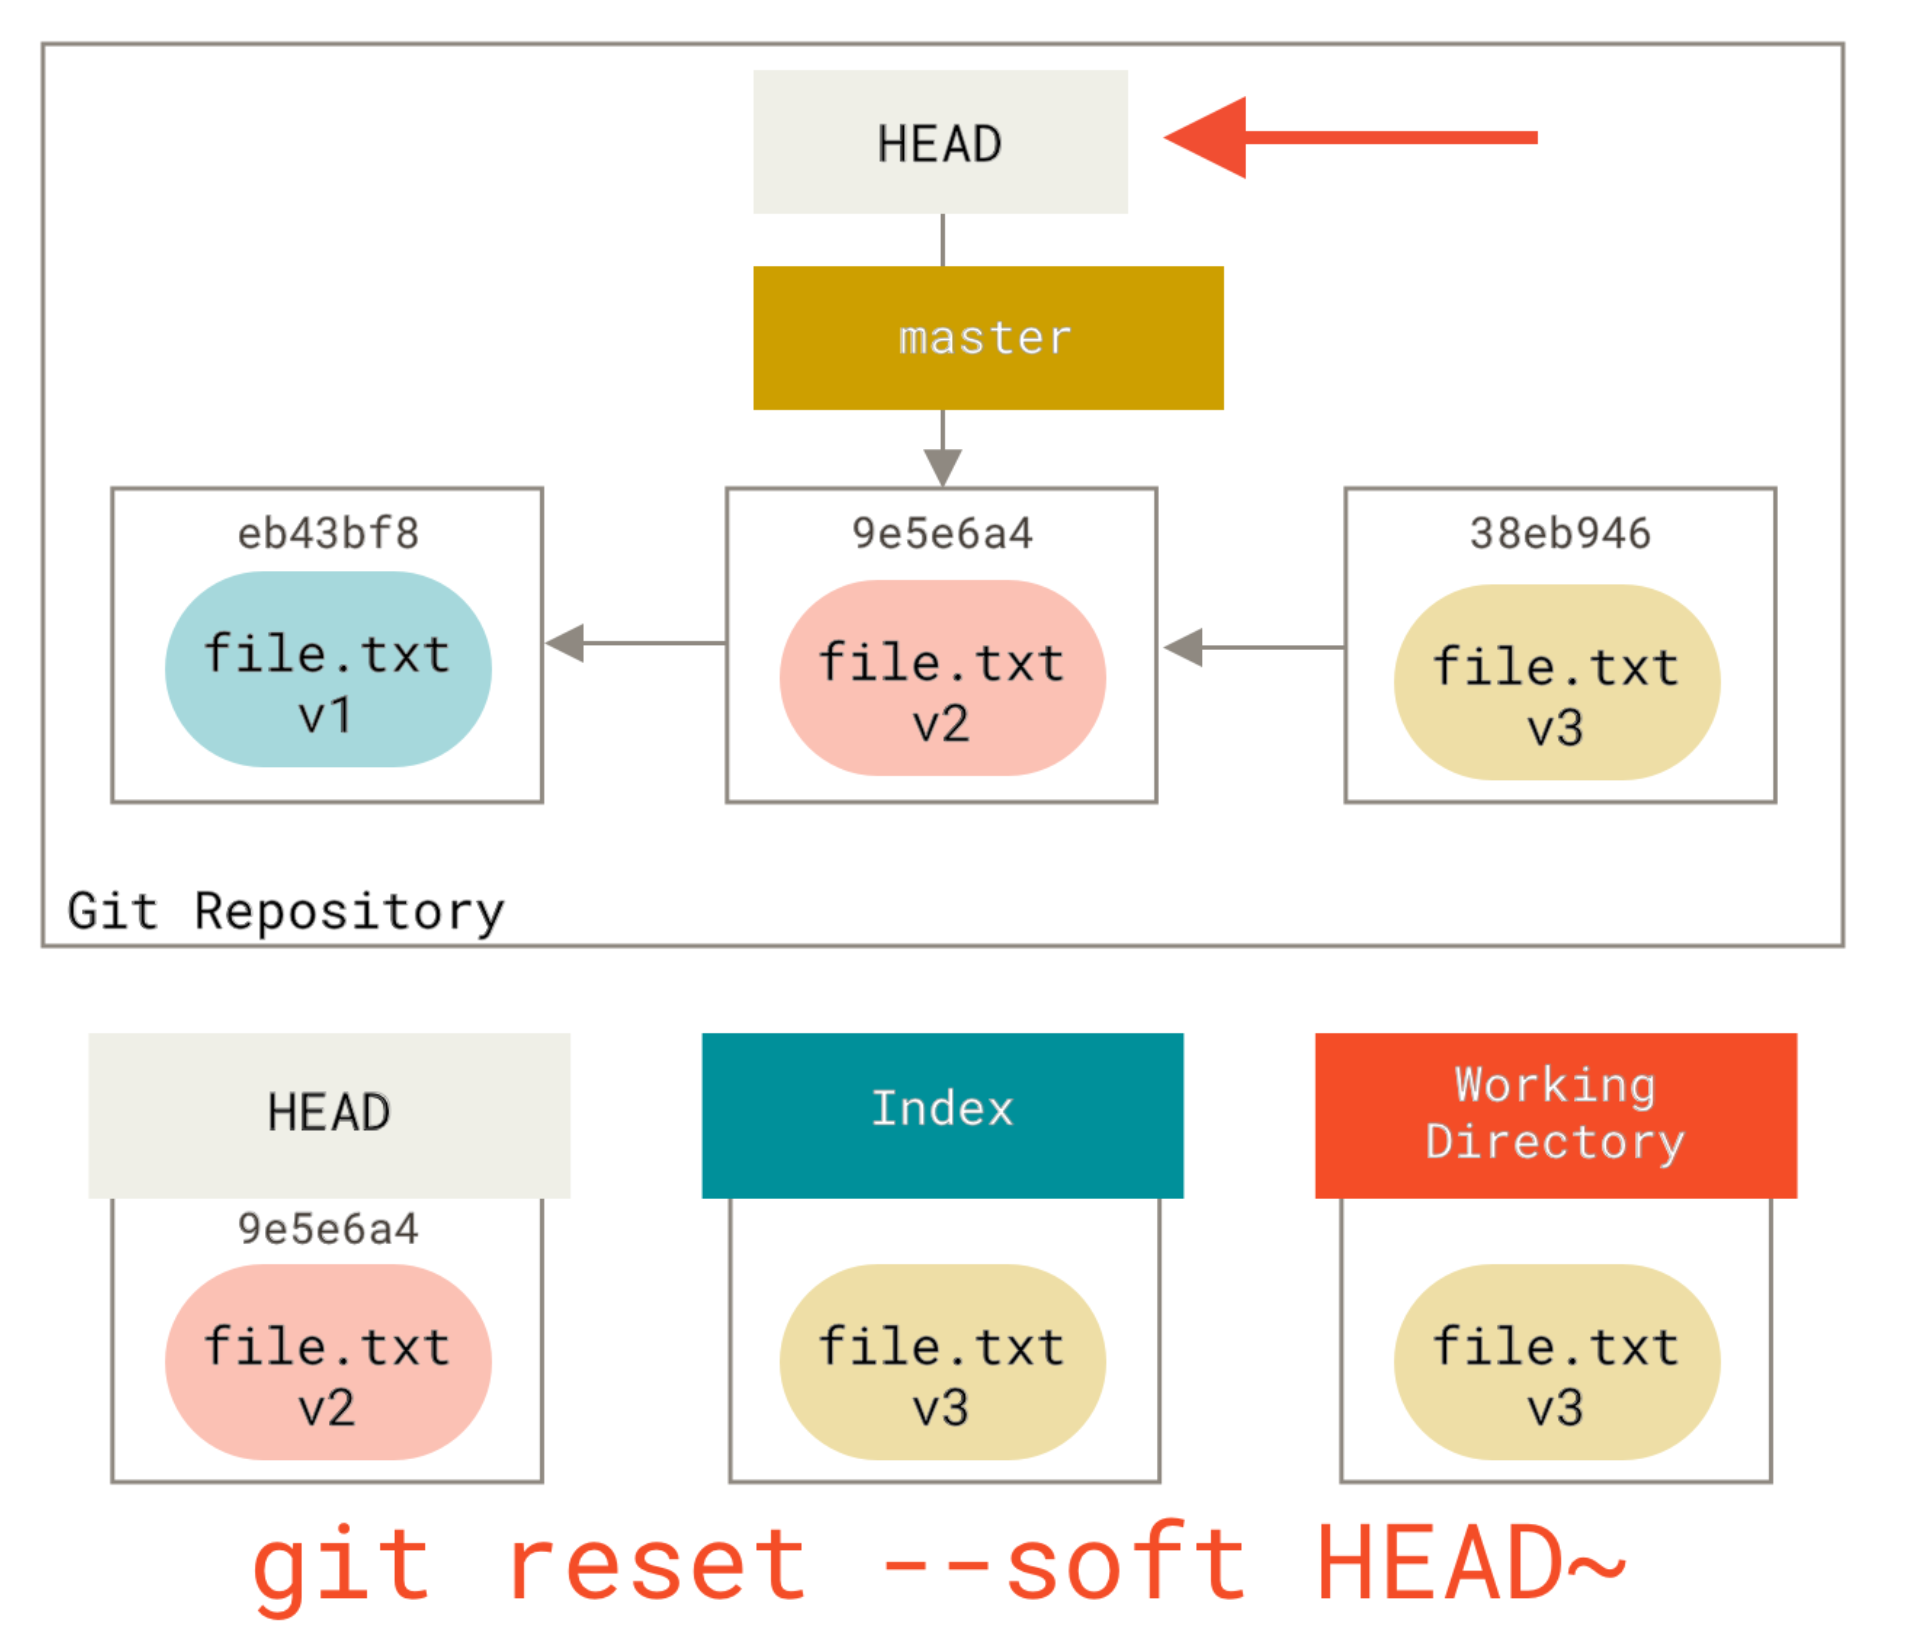 HEAD
master
eb43bf8
9e5e6a4
38eb946
file.txt
v1
file.txt
v2
file.txt
v3
Git Repository
HEAD
Index
Working
Directory
9e5e6a4
file.txt
v2
file.txt
v3
file.txt
v3
git reset --soft HEAD~